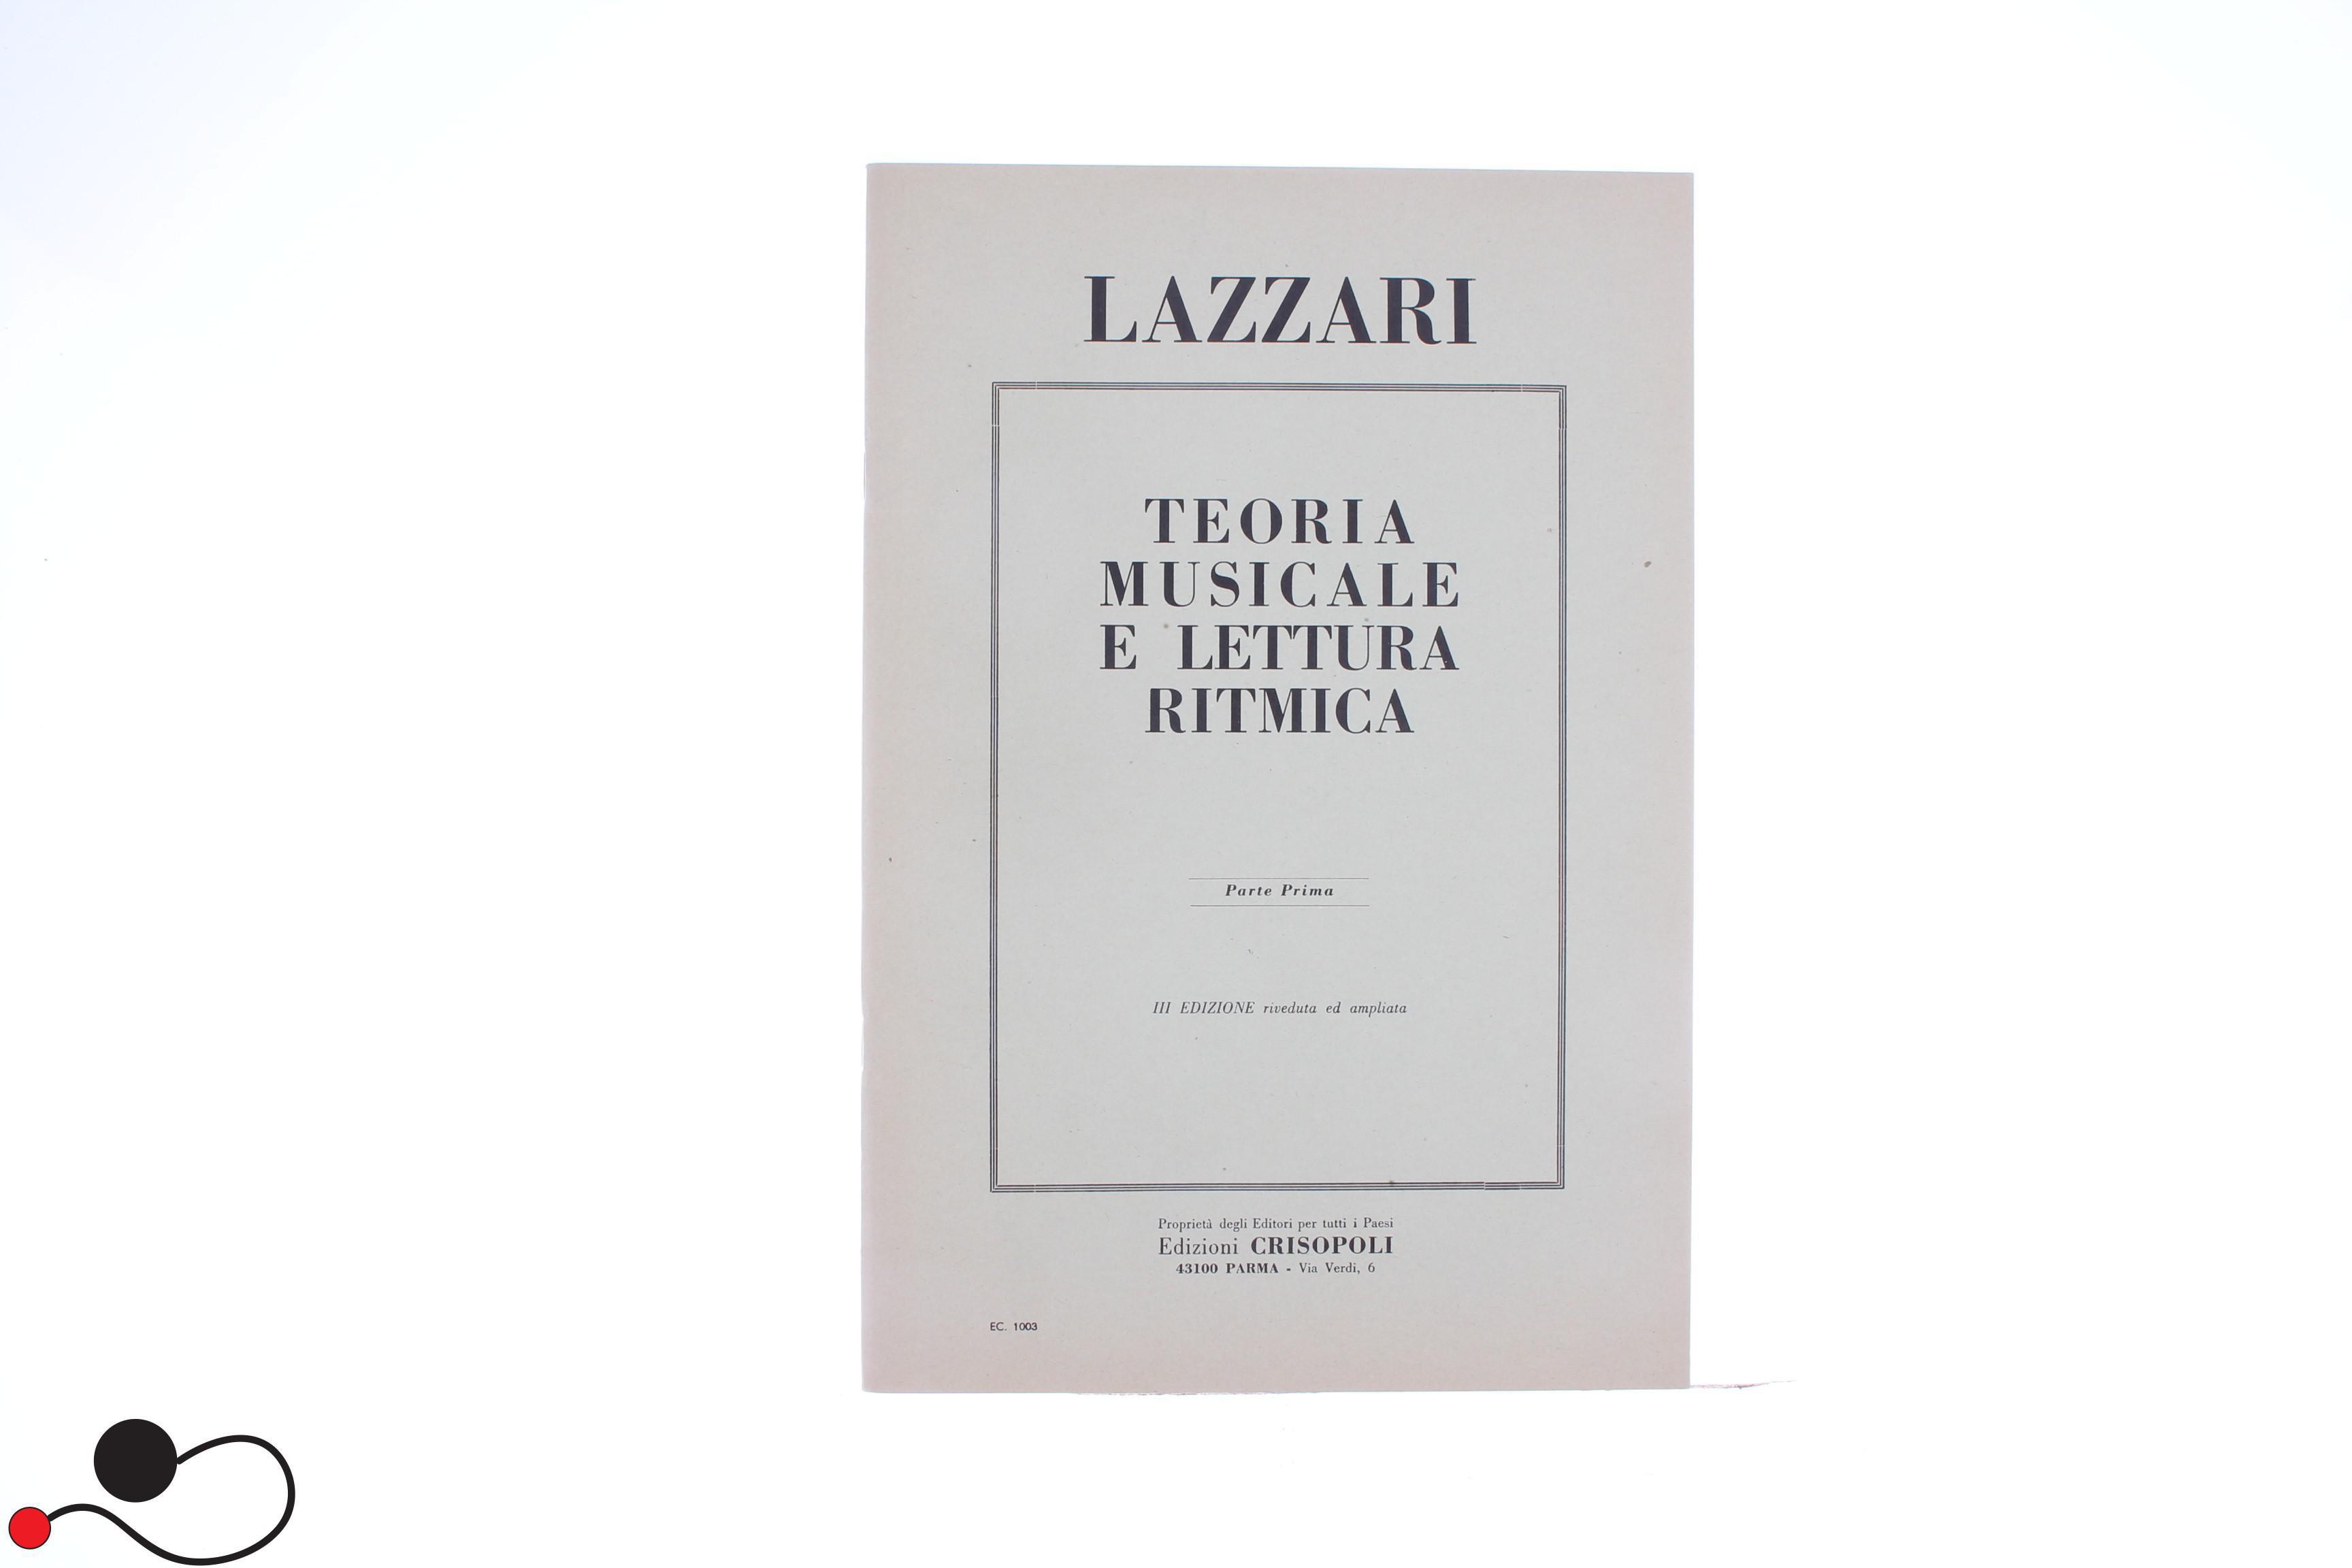 LAZZARI
TEORIA
MUSICALE
E LETTURA
RITMICA
Parte Prima
III EDIZIONE riveduta ed ampliata
Proprietà degli Editori per tutti i Paesi
Edizioni CRISOPOLI
43100 PARMA - Via Verdi, 6
EC. 1003